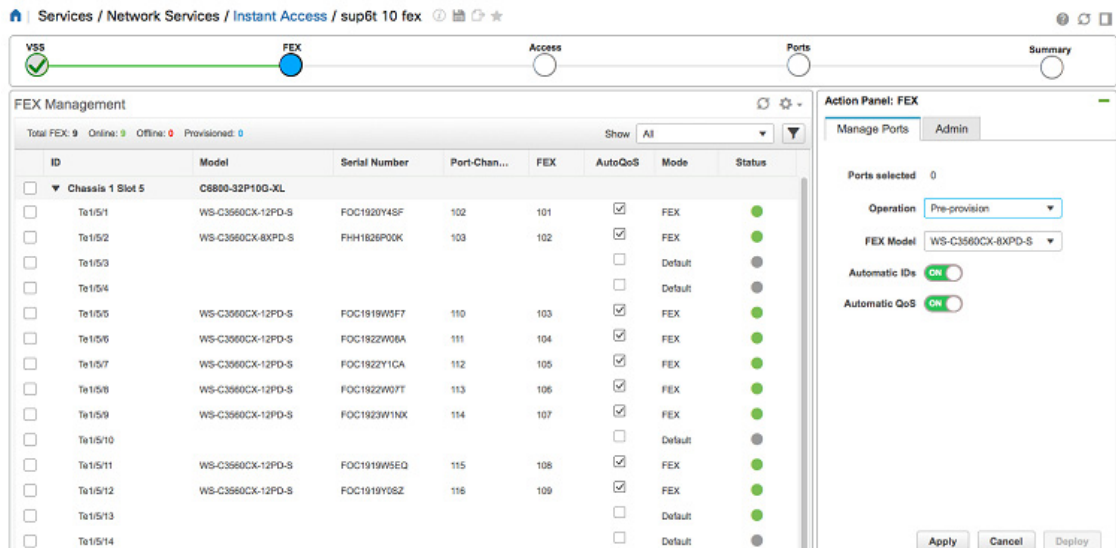 Services / Network Services / Instant Access / sup6t 10 fex
VSS FEX Access Ports Summary
FEX Management
Total FEX: 9 Online: 9 Offline: 0 Provisioned: 0 Show All
ID Model Serial Number Port-Chan... FEX AutoQoS Mode Status
Chassis 1 Slot 5 C6800-32P10G-XL
Te1/5/1 WS-C3560CX-12PD-S FOC1920Y4SF 102 101 FEX
Te1/5/2 WS-C3560CX-8XPD-S FHH1826P00K 103 102 FEX
Te1/5/3 Default
Te1/5/4 Default
Te1/5/5 WS-C3560CX-12PD-S FOC1919W5F7 110 103 FEX
Te1/5/6 WS-C3560CX-12PD-S FOC1922W08A 111 104 FEX
Te1/5/7 WS-C3560CX-12PD-S FOC1922Y1CA 112 105 FEX
Te1/5/8 WS-C3560CX-12PD-S FOC1922W07T 113 106 FEX
Te1/5/9 WS-C3560CX-12PD-S FOC1923W1NX 114 107 FEX
Te1/5/10 Default
Te1/5/11 WS-C3560CX-12PD-S FOC1919W5EQ 115 108 FEX
Te1/5/12 WS-C3560CX-12PD-S FOC1919Y0SZ 116 109 FEX
Te1/5/13 Default
Te1/5/14 Default
Action Panel: FEX
Manage Ports Admin
Ports selected 0
Operation Pre-provision
FEX Model WS-C3560CX-8XPD-S
Automatic IDs ON
Automatic QoS ON
Apply Cancel Deploy